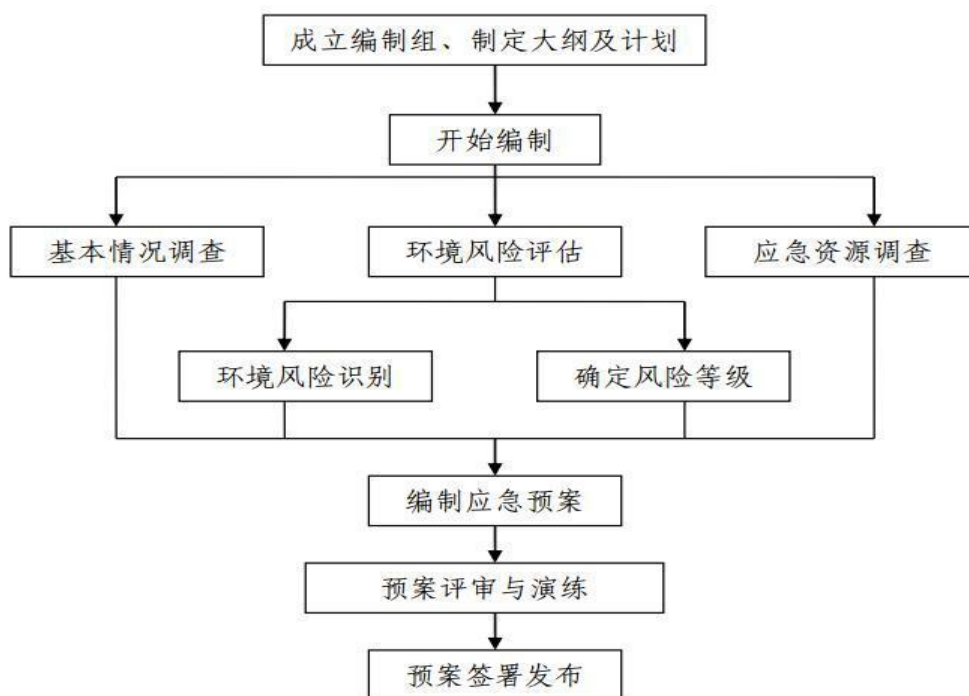 成立编制组、制定大纲及计划
开始编制
基本情况调查
环境风险评估
应急资源调查
环境风险识别
确定风险等级
编制应急预案
预案评审与演练
预案签署发布